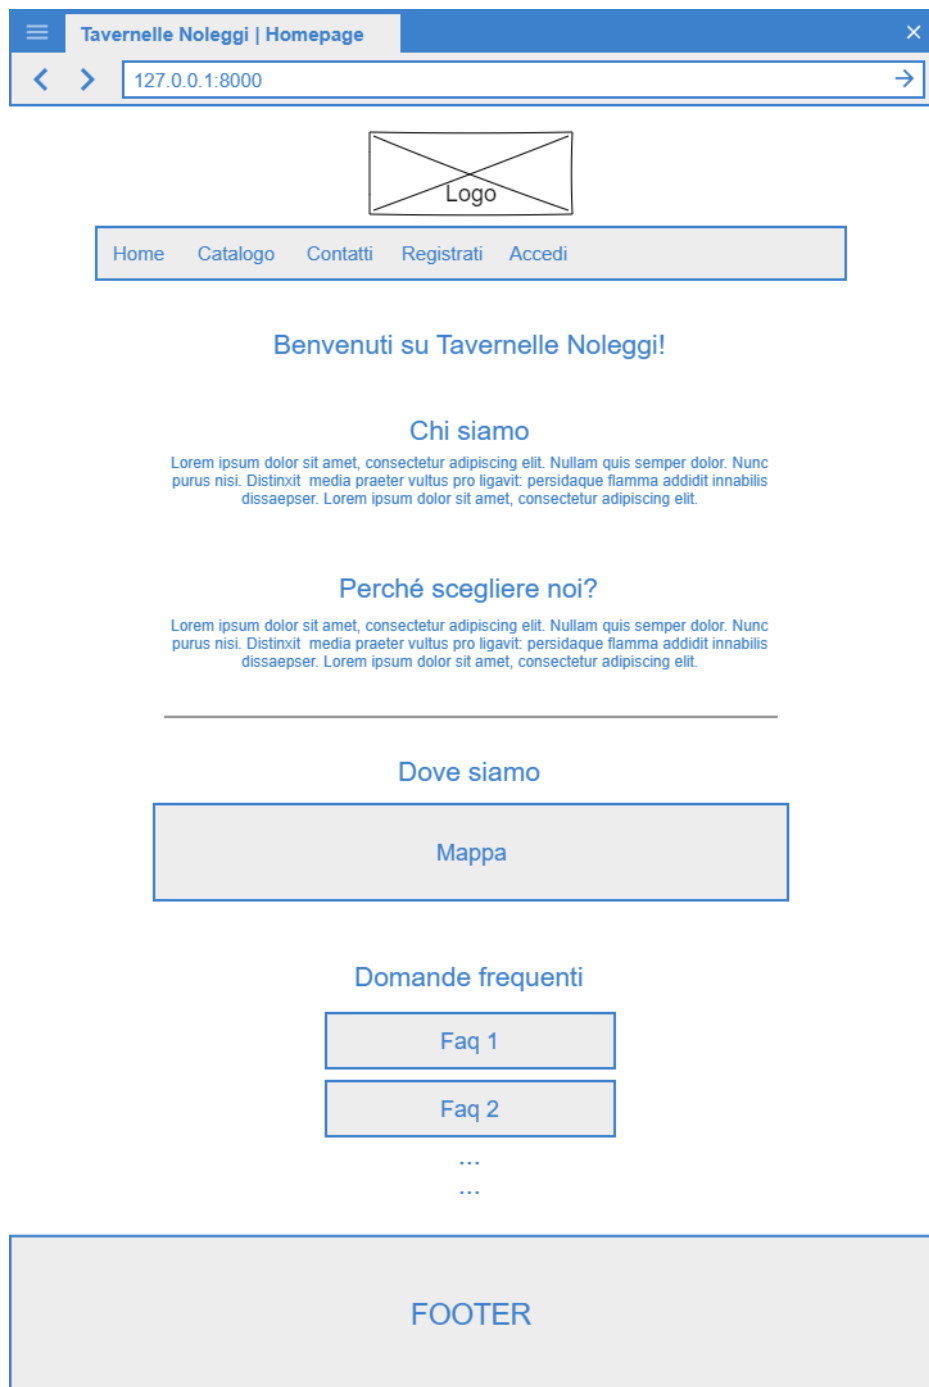 Tavernelle Noleggi | Homepage
127.0.0.1:8000
Logo
Home Catalogo Contatti Registrati Accedi
Benvenuti su Tavernelle Noleggi!
Chi siamo
Lorem ipsum dolor sit amet, consectetur adipiscing elit. Nullam quis semper dolor. Nunc
purus nisi. Distinxit media praeter vultus pro ligavit: persidaque flamma addidit innabilis
dissaepser. Lorem ipsum dolor sit amet, consectetur adipiscing elit.
Perché scegliere noi?
Lorem ipsum dolor sit amet, consectetur adipiscing elit. Nullam quis semper dolor. Nunc
purus nisi. Distinxit media praeter vultus pro ligavit: persidaque flamma addidit innabilis
dissaepser. Lorem ipsum dolor sit amet, consectetur adipiscing elit.
Dove siamo
Mappa
Domande frequenti
Faq 1
Faq 2
...
...
FOOTER